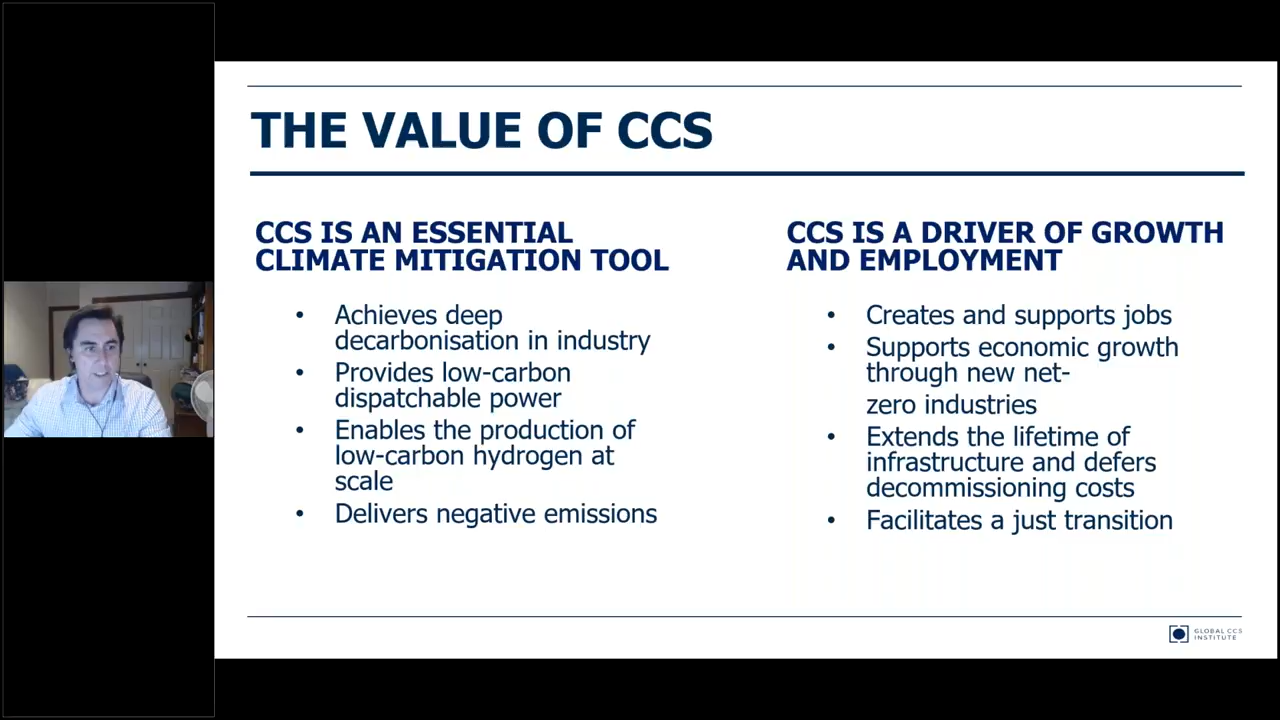 THE VALUE OF CCS
CCS IS AN ESSENTIAL
CLIMATE MITIGATION TOOL
• Achieves deep
decarbonisation in industry
• Provides low-carbon
dispatchable power
• Enables the production of
low-carbon hydrogen at
scale
• Delivers negative emissions
CCS IS A DRIVER OF GROWTH
AND EMPLOYMENT
• Creates and supports jobs
• Supports economic growth
through new net-
zero industries
• Extends the lifetime of
infrastructure and defers
decommissioning costs
• Facilitates a just transition
GLOBAL CCS
INSTITUTE